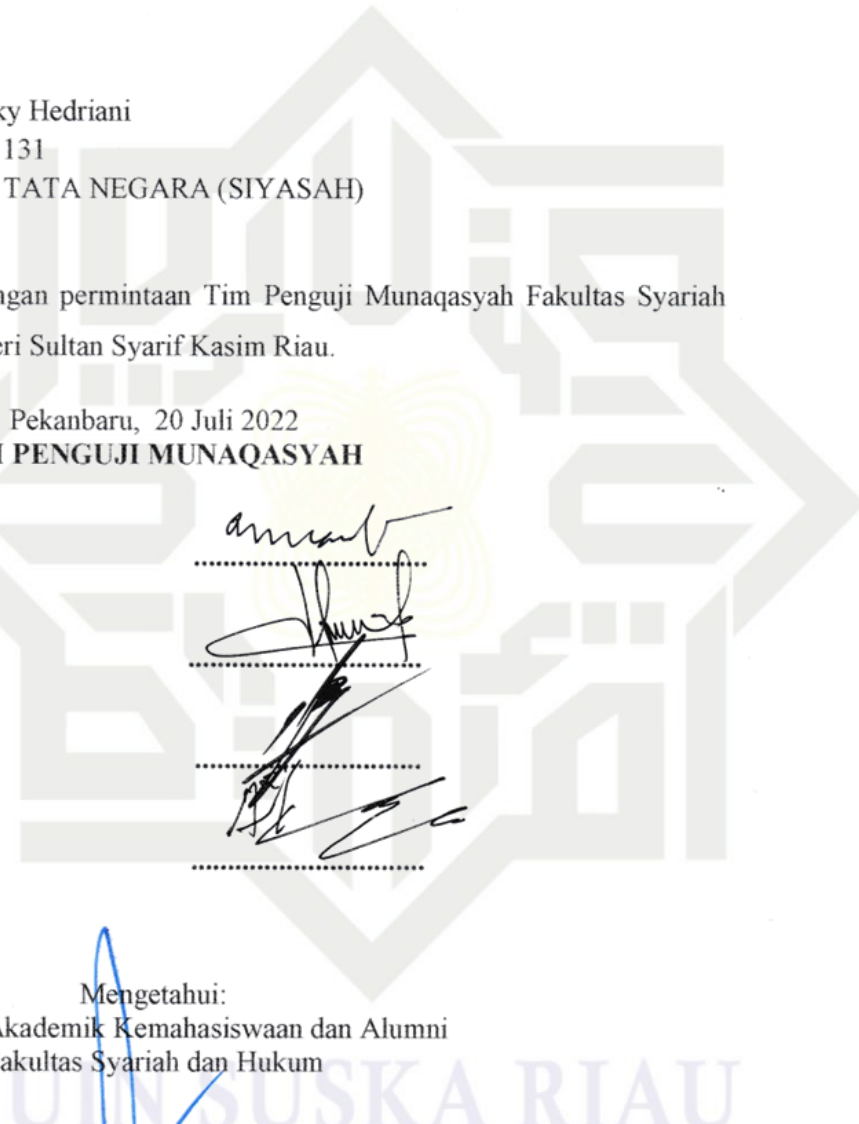 ky Hedriani
131
TATA NEGARA (SIYASAH)
ngan permintaan Tim Penguji Munaqasyah Fakultas Syariah
eri Sultan Syarif Kasim Riau.
Pekanbaru, 20 Juli 2022
I PENGUJI MUNAQASYAH
Mengetahui:
Akademik Kemahasiswaan dan Alumni
akultas Syariah dan Hukum
UIN SUSKA RIAU